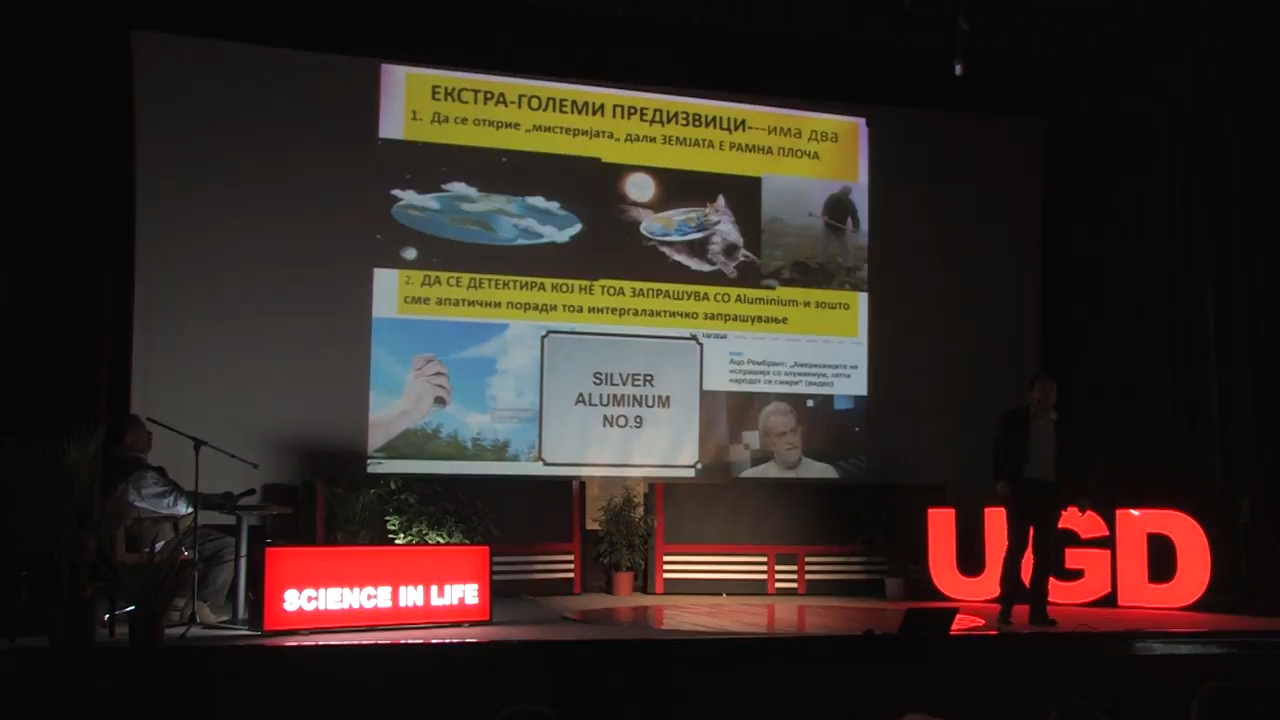 ЕКСТРА-ГОЛЕМИ ПРЕДИЗВИЦИ---има два
1. Да се открие „мистеријата„ дали ЗЕМЈАТА Е РАМНА ПЛОЧА
2. ДА СЕ ДЕТЕКТИРА КОЈ НЀ ТОА ЗАПРАШУВА СО Aluminium-и зошто
сме апатични поради тоа интергалактичко запрашување
SILVER
ALUMINUM
NO.9
Ацо Рембрант: „Американците не
испрашија со алуминиум, затоа
народот си смири“ (видео)
SCIENCE IN LIFE
UGD